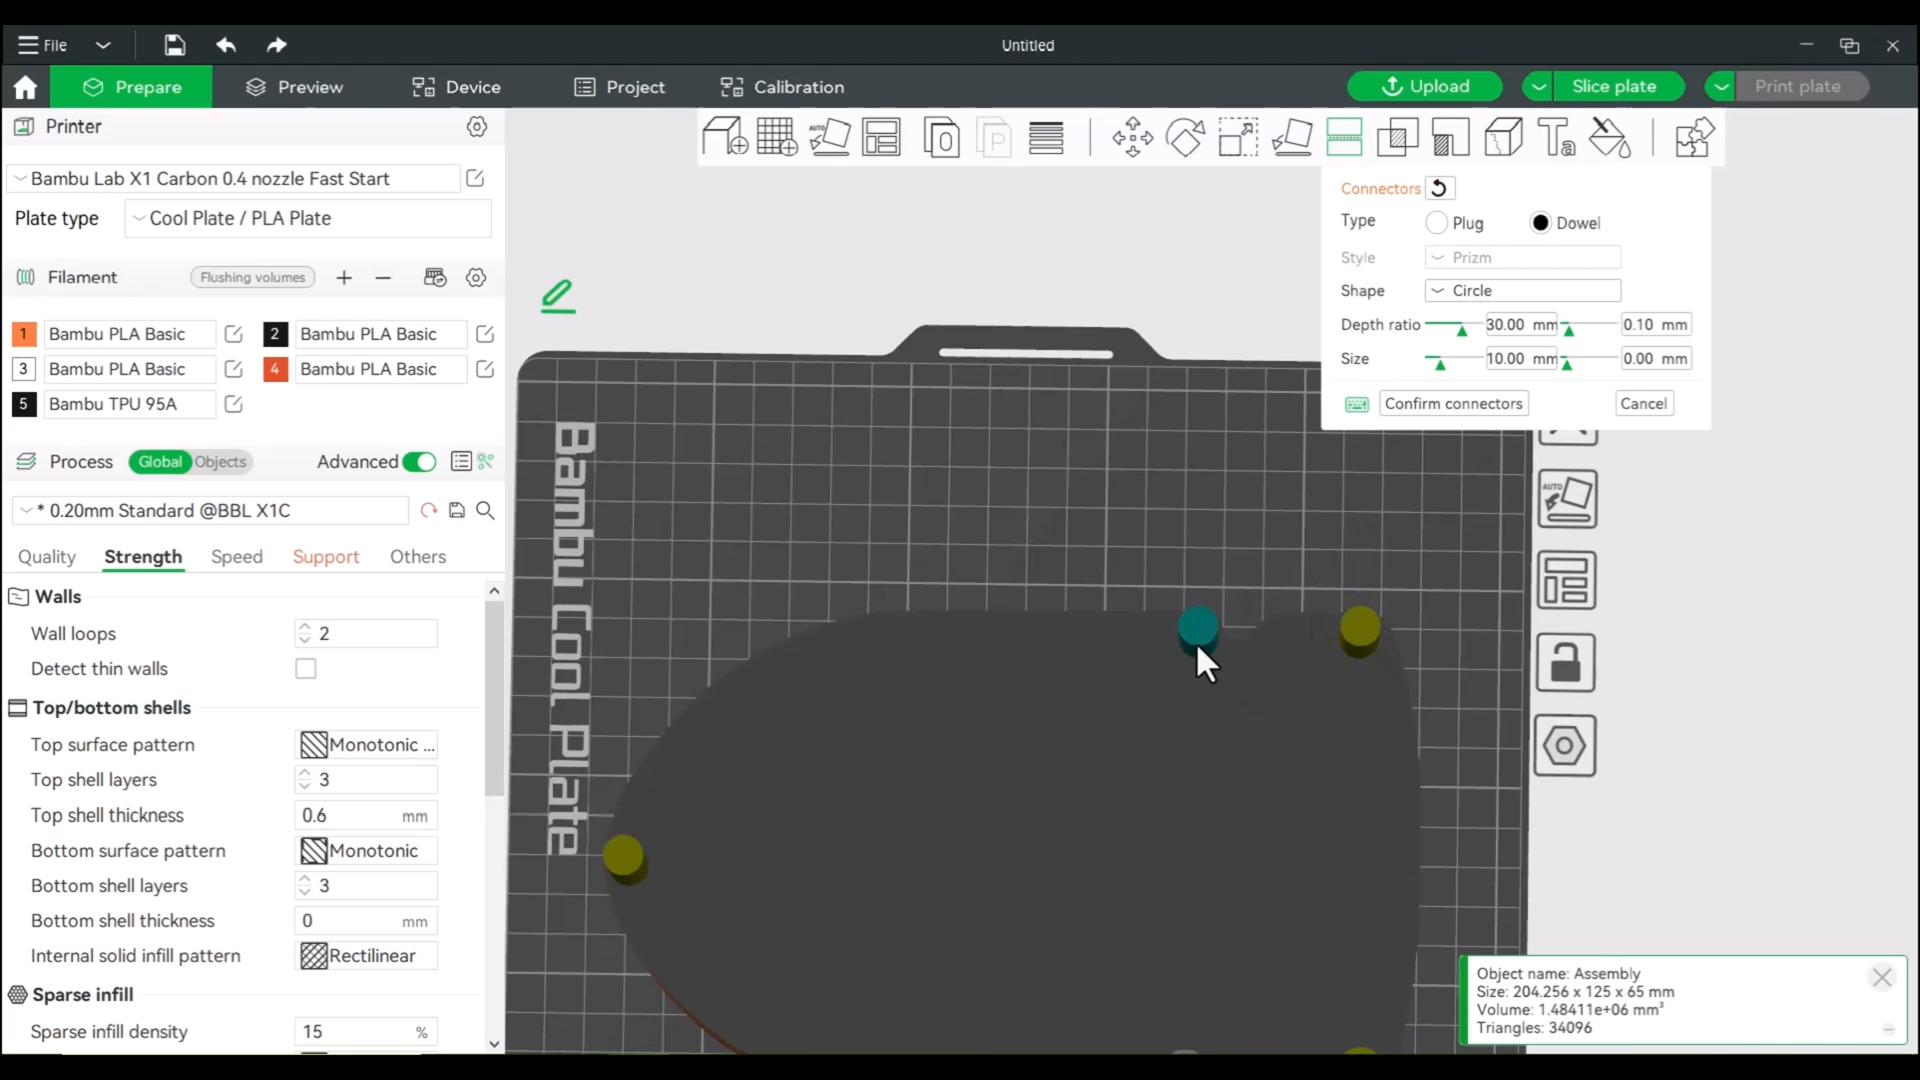 File
Untitled
Prepare
Preview
Device
Project
Calibration
Upload
Slice plate
Print plate
Printer
Bambu Lab X1 Carbon 0.4 nozzle Fast Start
Plate type
Cool Plate / PLA Plate
Filament
Flushing volumes
1 Bambu PLA Basic
2 Bambu PLA Basic
3 Bambu PLA Basic
4 Bambu PLA Basic
5 Bambu TPU 95A
Process
Global
Objects
Advanced
* 0.20mm Standard @BBL X1C
Quality
Strength
Speed
Support
Others
Walls
Wall loops 2
Detect thin walls
Top/bottom shells
Top surface pattern Monotonic ...
Top shell layers 3
Top shell thickness 0.6 mm
Bottom surface pattern Monotonic
Bottom shell layers 3
Bottom shell thickness 0 mm
Internal solid infill pattern Rectilinear
Sparse infill
Sparse infill density 15 %
AUTO
Connectors
Type Plug Dowel
Style Prizm
Shape Circle
Depth ratio 30.00 mm 0.10 mm
Size 10.00 mm 0.00 mm
Confirm connectors
Cancel
Bambu Cool Plate
AUTO
Object name: Assembly
Size: 204.256 x 125 x 65 mm
Volume: 1.48411e+06 mm³
Triangles: 34096